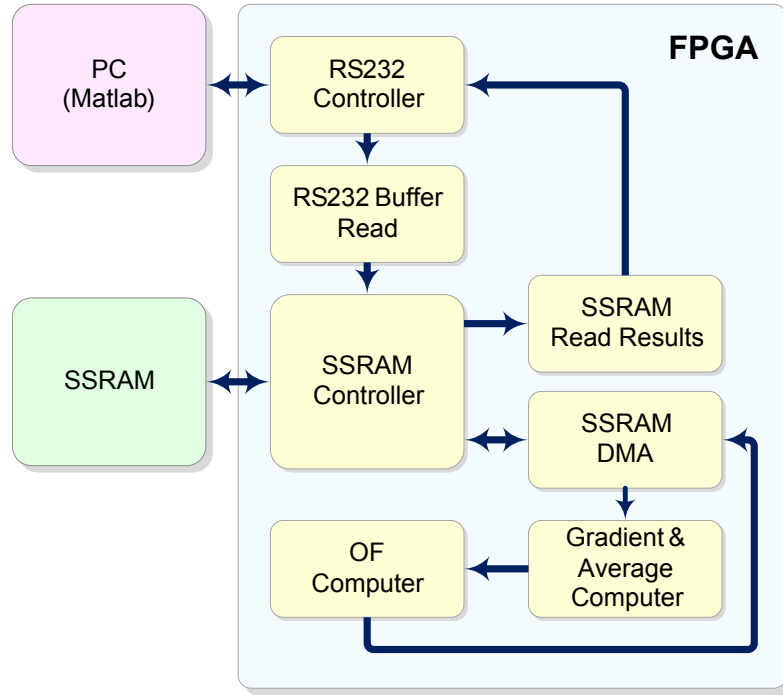 FPGA
PC
(Matlab)
RS232
Controller
RS232 Buffer
Read
SSRAM
SSRAM
Controller
SSRAM
Read Results
SSRAM
DMA
OF
Computer
Gradient &
Average
Computer